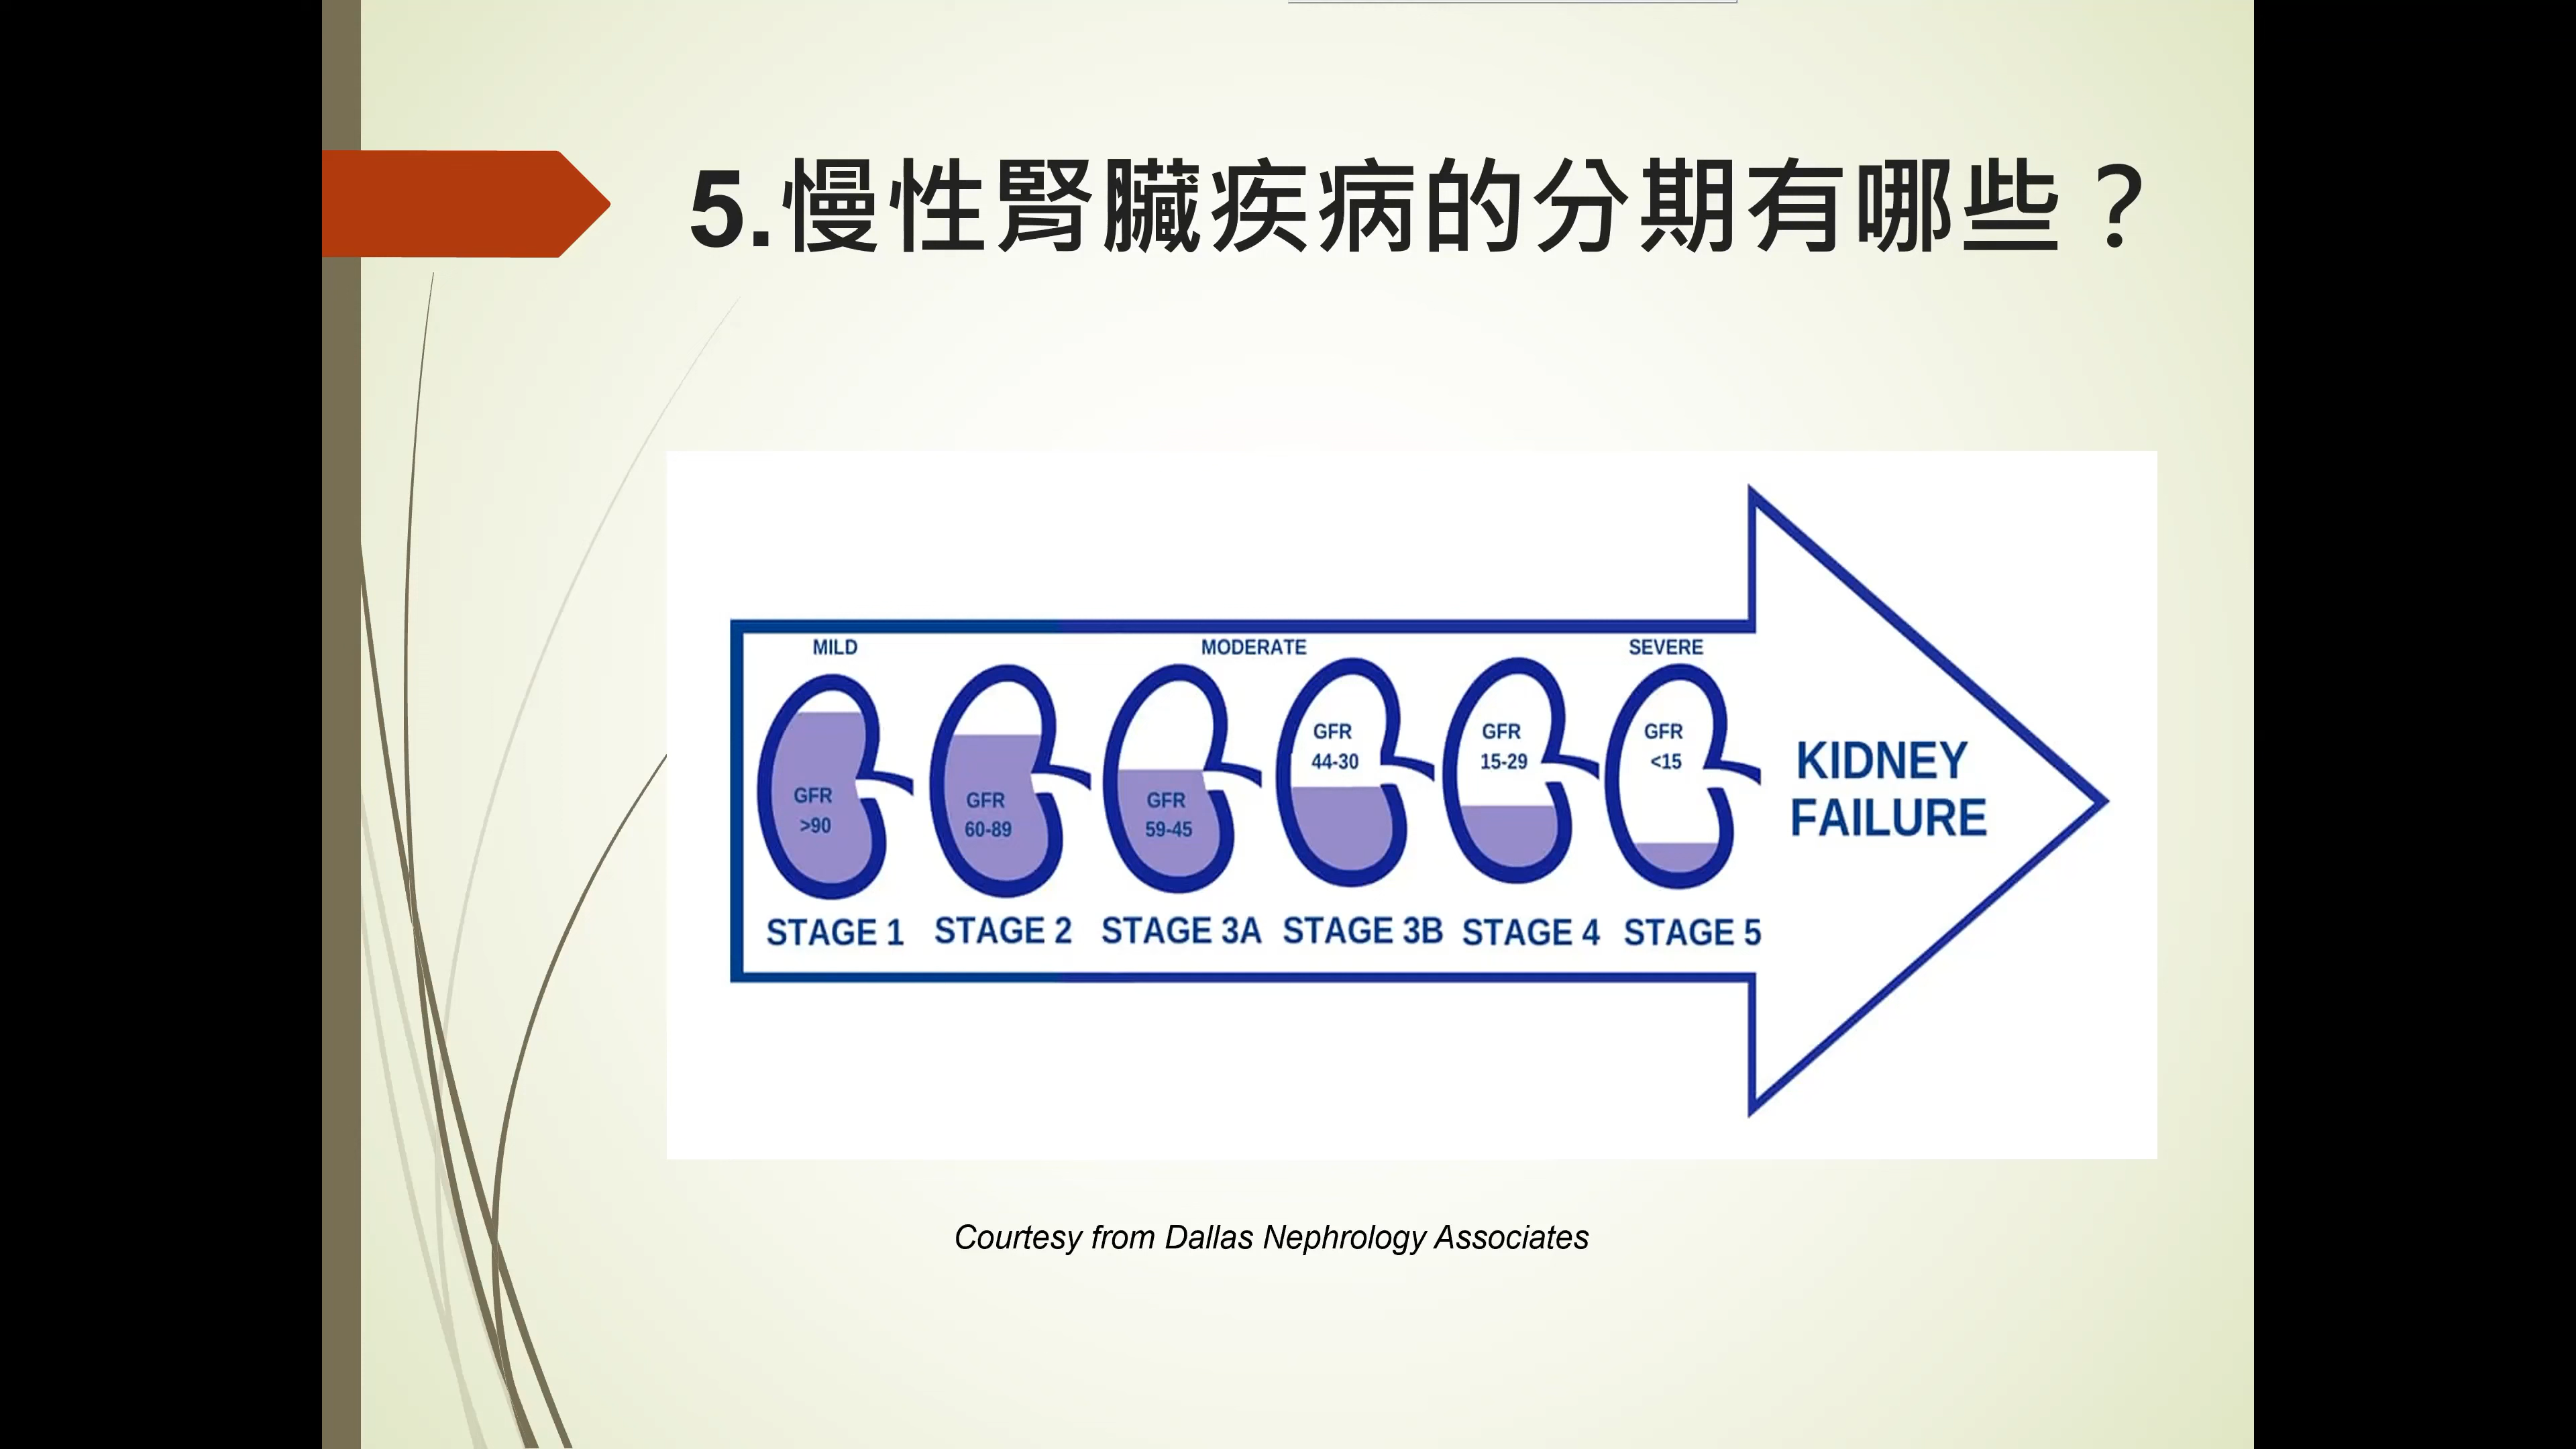 5.慢性腎臟疾病的分期有哪些？
MILD MODERATE SEVERE
GFR >90
GFR 60-89
GFR 59-45
GFR 44-30
GFR 15-29
GFR <15
STAGE 1 STAGE 2 STAGE 3A STAGE 3B STAGE 4 STAGE 5
KIDNEY
FAILURE
Courtesy from Dallas Nephrology Associates